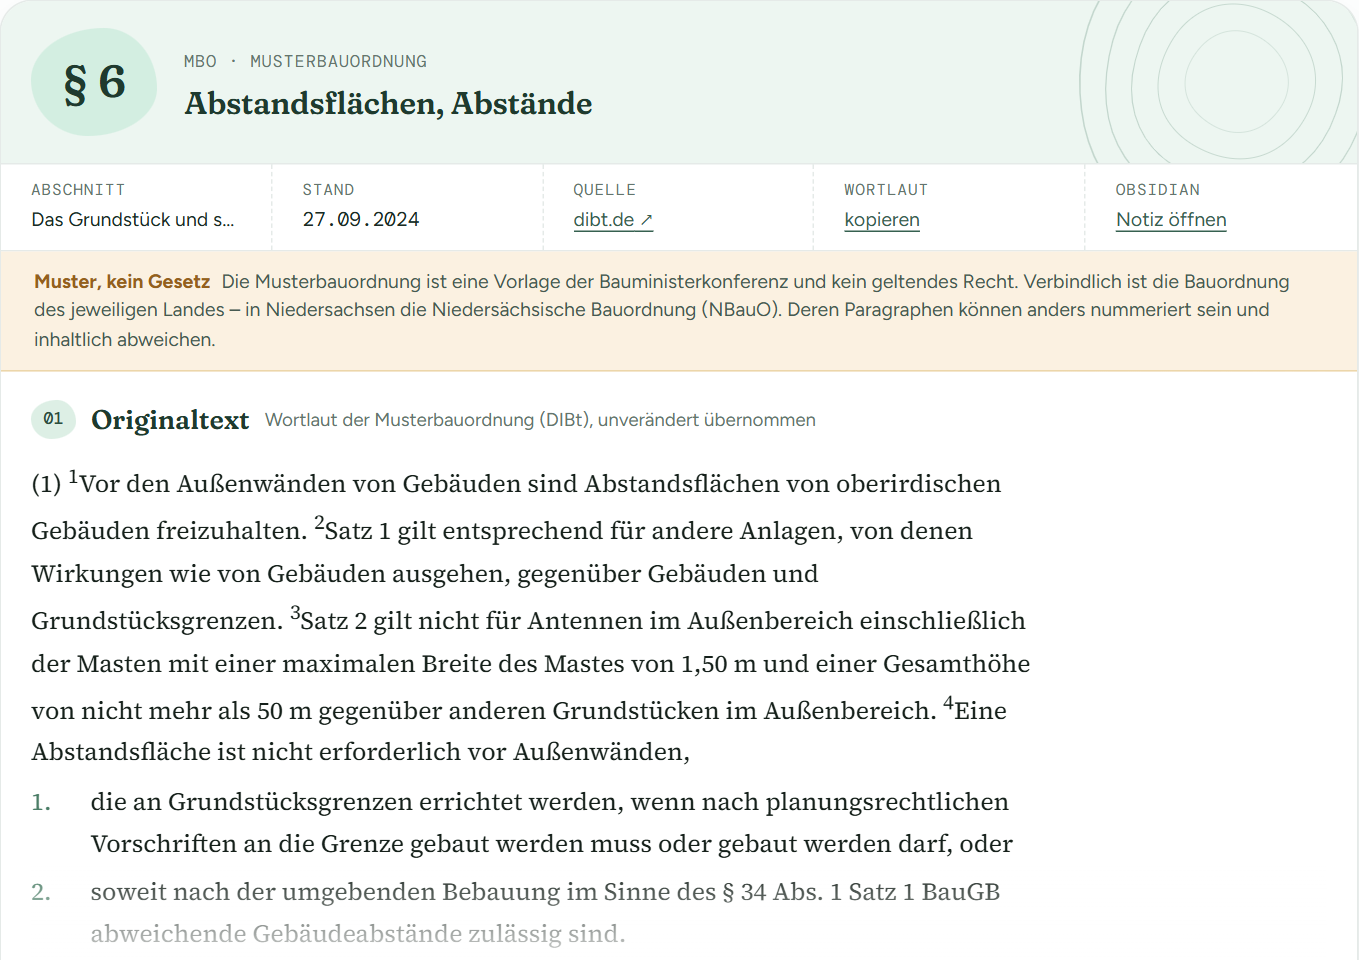 § 6
MBO · MUSTERBAUORDNUNG
Abstandsflächen, Abstände
ABSCHNITT
Das Grundstück und s...
STAND
27.09.2024
QUELLE
dibt.de ↗
WORTLAUT
kopieren
OBSIDIAN
Notiz öffnen
Muster, kein Gesetz Die Musterbauordnung ist eine Vorlage der Bauministerkonferenz und kein geltendes Recht. Verbindlich ist die Bauordnung
des jeweiligen Landes – in Niedersachsen die Niedersächsische Bauordnung (NBauO). Deren Paragraphen können anders nummeriert sein und
inhaltlich abweichen.
01 Originaltext Wortlaut der Musterbauordnung (DIBt), unverändert übernommen
(1) ¹Vor den Außenwänden von Gebäuden sind Abstandsflächen von oberirdischen
Gebäuden freizuhalten. ²Satz 1 gilt entsprechend für andere Anlagen, von denen
Wirkungen wie von Gebäuden ausgehen, gegenüber Gebäuden und
Grundstücksgrenzen. ³Satz 2 gilt nicht für Antennen im Außenbereich einschließlich
der Masten mit einer maximalen Breite des Mastes von 1,50 m und einer Gesamthöhe
von nicht mehr als 50 m gegenüber anderen Grundstücken im Außenbereich. ⁴Eine
Abstandsfläche ist nicht erforderlich vor Außenwänden,
1. die an Grundstücksgrenzen errichtet werden, wenn nach planungsrechtlichen
Vorschriften an die Grenze gebaut werden muss oder gebaut werden darf, oder
2. soweit nach der umgebenden Bebauung im Sinne des § 34 Abs. 1 Satz 1 BauGB
abweichende Gebäudeabstände zulässig sind.